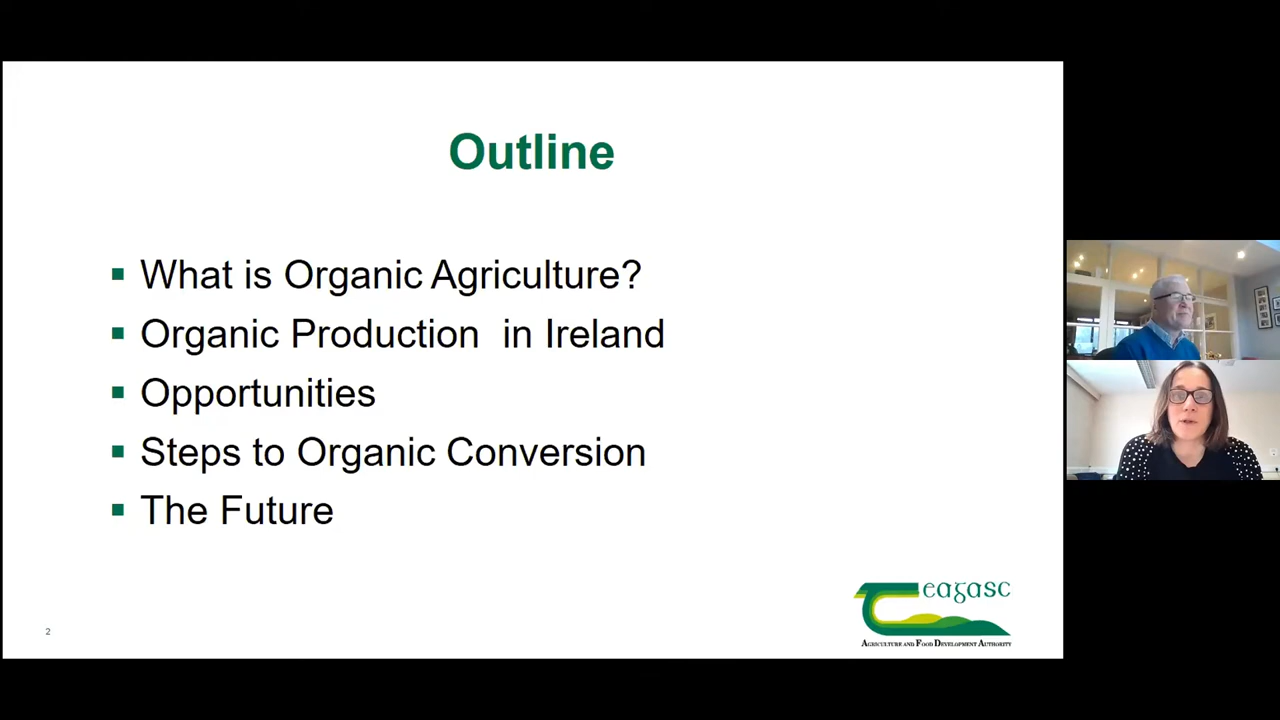 Outline
What is Organic Agriculture?
Organic Production in Ireland
Opportunities
Steps to Organic Conversion
The Future
2
Teagasc
AGRICULTURE AND FOOD DEVELOPMENT AUTHORITY